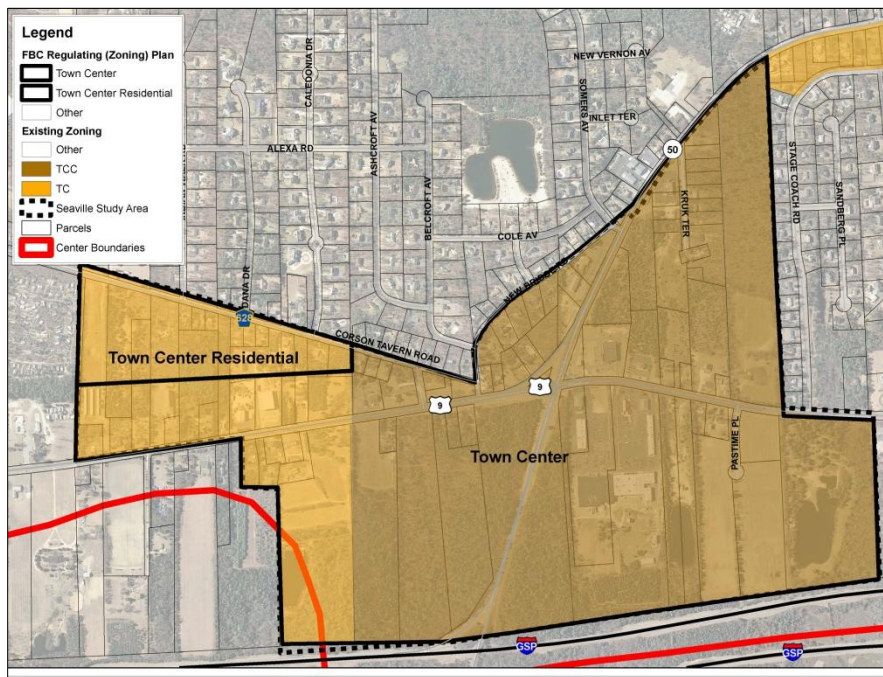 Legend
FBC Regulating (Zoning) Plan
Town Center
Town Center Residential
Other
Existing Zoning
Other
TCC
TC
Seaville Study Area
Parcels
Center Boundaries
CALEDONIA DR
NEW VERNON AV
SOMERS AV
INLET TER
ALEXA RD
ASHCROFT AV
50
STAGE COACH RD
BELCROFT AV
KRUK TER
SANDBERG PL
COLE AV
DANA DR
628
CORSON TAVERN ROAD
Town Center Residential
9
9
PASTIME PL
Town Center
GSP
GSP